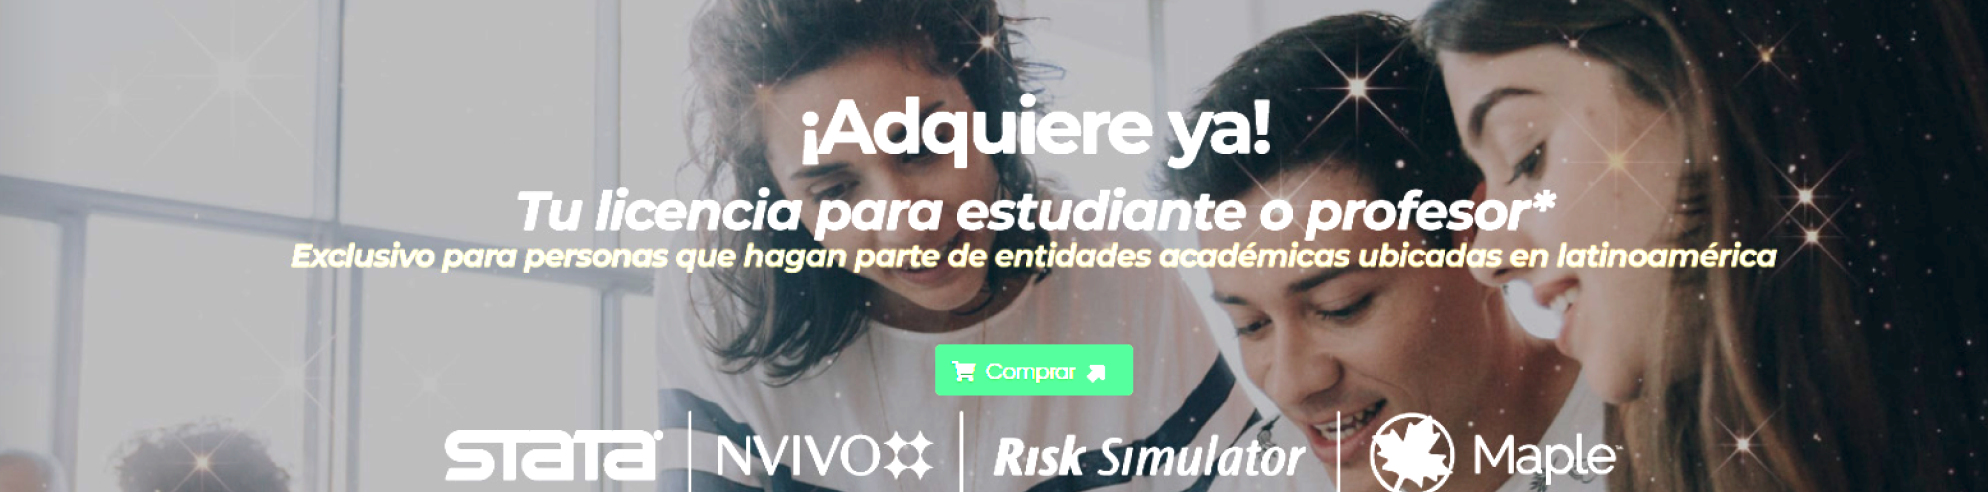 ¡Adquiere ya!
Tu licencia para estudiante o profesor*
Exclusivo para personas que hagan parte de entidades académicas ubicadas en latinoamérica
Comprar
STATA NVIVO Risk Simulator Maple